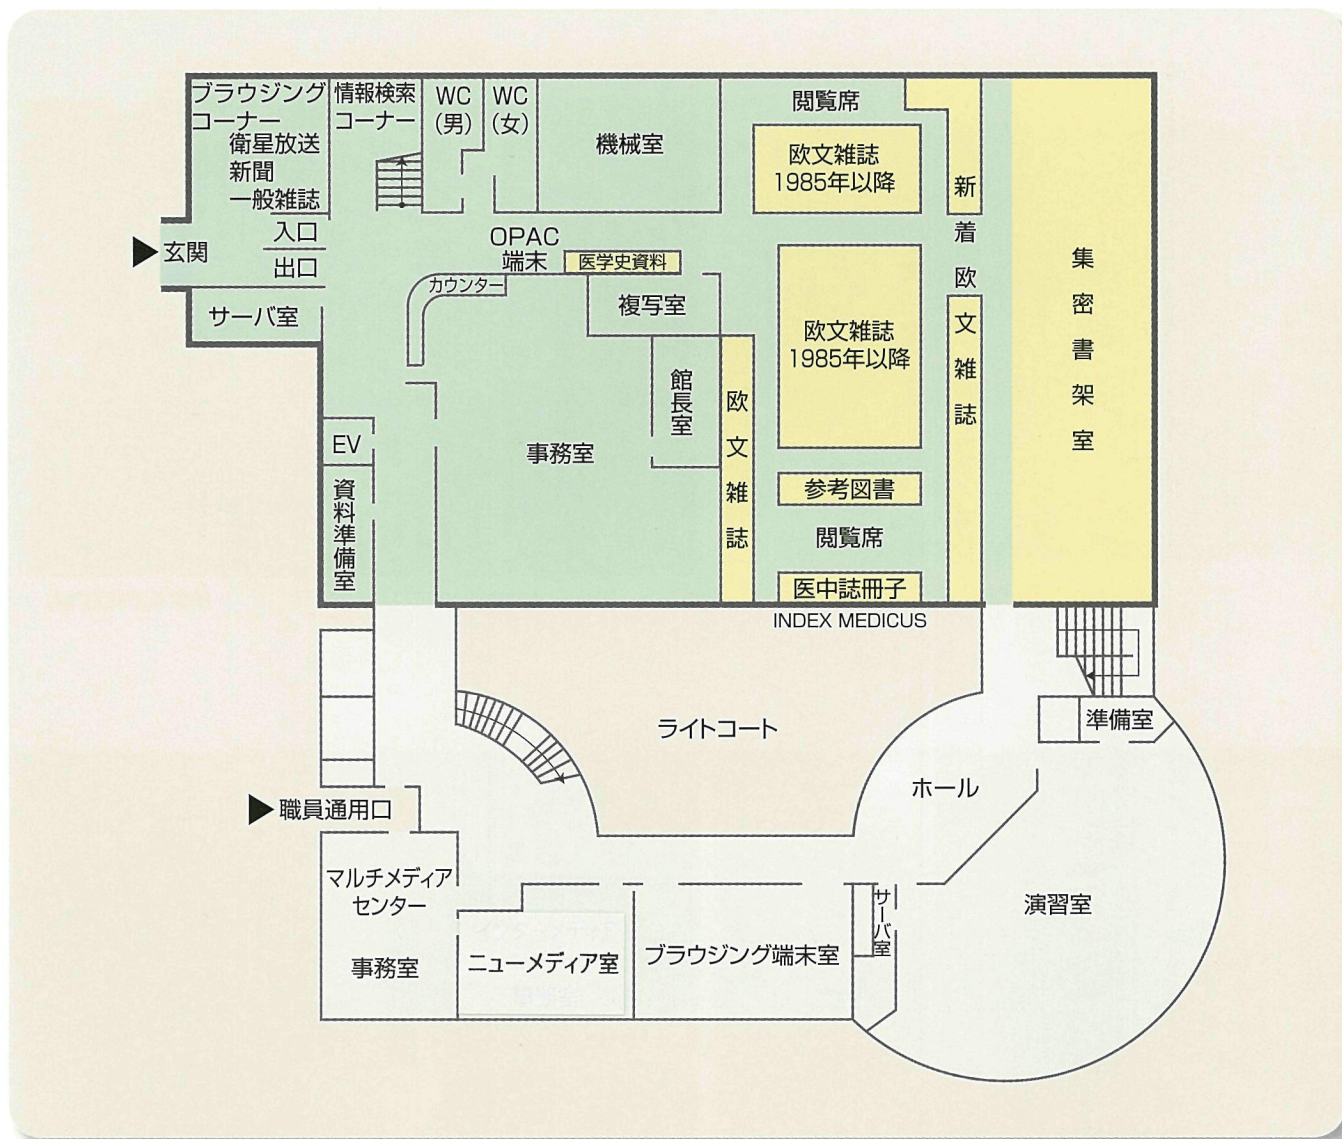 ブラウジング
コーナー
衛星放送
新聞
一般雑誌
情報検索
コーナー
WC
(男)
WC
(女)
機械室
閲覧席
欧文雑誌
1985年以降
新着欧文雑誌
集密書架室
玄関
入口
出口
OPAC
端末
医学史資料
カウンター
複写室
サーバ室
欧文雑誌
1985年以降
館長室
欧文雑誌
EV
事務室
資料準備室
参考図書
閲覧席
医中誌冊子
INDEX MEDICUS
ライトコート
準備室
ホール
職員通用口
マルチメディア
センター
事務室
ニューメディア室
ブラウジング端末室
サーバ室
演習室